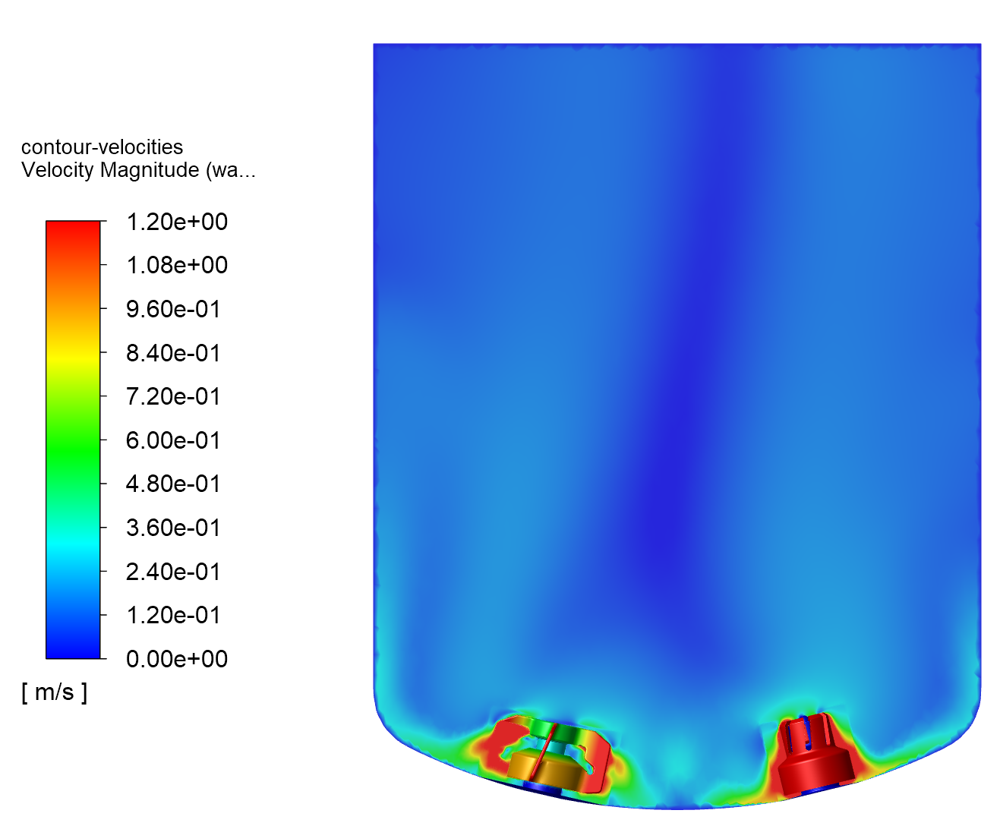 contour-velocities
Velocity Magnitude (wa...
1.20e+00
1.08e+00
9.60e-01
8.40e-01
7.20e-01
6.00e-01
4.80e-01
3.60e-01
2.40e-01
1.20e-01
0.00e+00
[ m/s ]